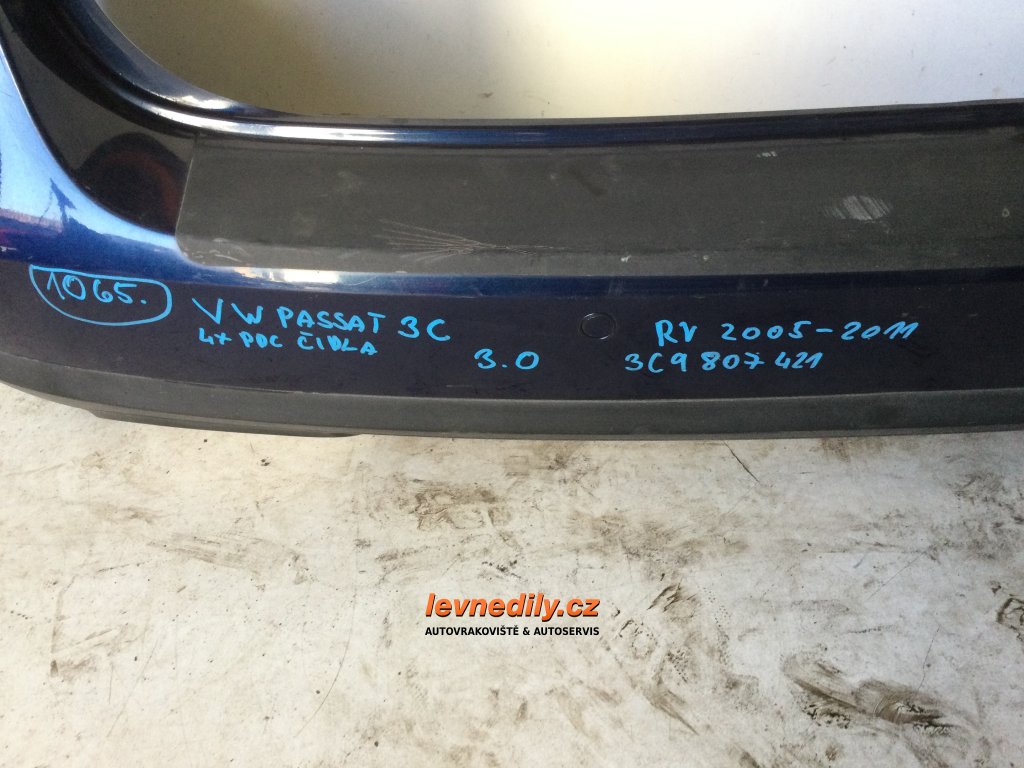 1065.
VW PASSAT 3C
4x PDC ČIDLA
3.0
RV 2005-2011
3C9 807 421
levnedily.cz
AUTOVRAKOVIŠTĚ & AUTOSERVIS